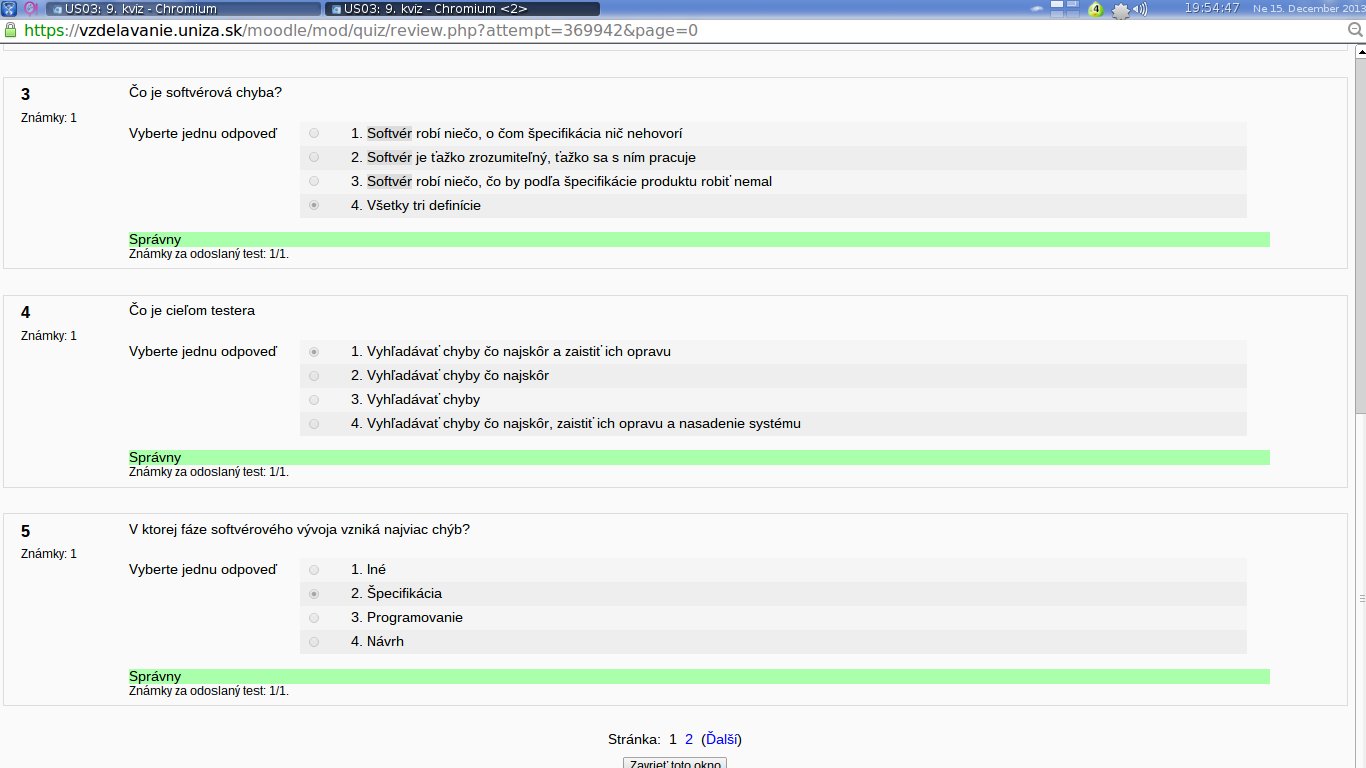 US03: 9. kviz - Chromium
US03: 9. kviz - Chromium <2>
4
19:54:47
Ne 15. December 2013
https://vzdelavanie.uniza.sk/moodle/mod/quiz/review.php?attempt=369942&page=0
3
Čo je softvérová chyba?
Známky: 1
Vyberte jednu odpoveď
1. Softvér robí niečo, o čom špecifikácia nič nehovorí
2. Softvér je ťažko zrozumiteľný, ťažko sa s ním pracuje
3. Softvér robí niečo, čo by podľa špecifikácie produktu robiť nemal
4. Všetky tri definície
Správny
Známky za odoslaný test: 1/1.
4
Čo je cieľom testera
Známky: 1
Vyberte jednu odpoveď
1. Vyhľadávať chyby čo najskôr a zaistiť ich opravu
2. Vyhľadávať chyby čo najskôr
3. Vyhľadávať chyby
4. Vyhľadávať chyby čo najskôr, zaistiť ich opravu a nasadenie systému
Správny
Známky za odoslaný test: 1/1.
5
V ktorej fáze softvérového vývoja vzniká najviac chýb?
Známky: 1
Vyberte jednu odpoveď
1. Iné
2. Špecifikácia
3. Programovanie
4. Návrh
Správny
Známky za odoslaný test: 1/1.
Stránka: 1 2 (Ďalší)
Zavrieť toto okno